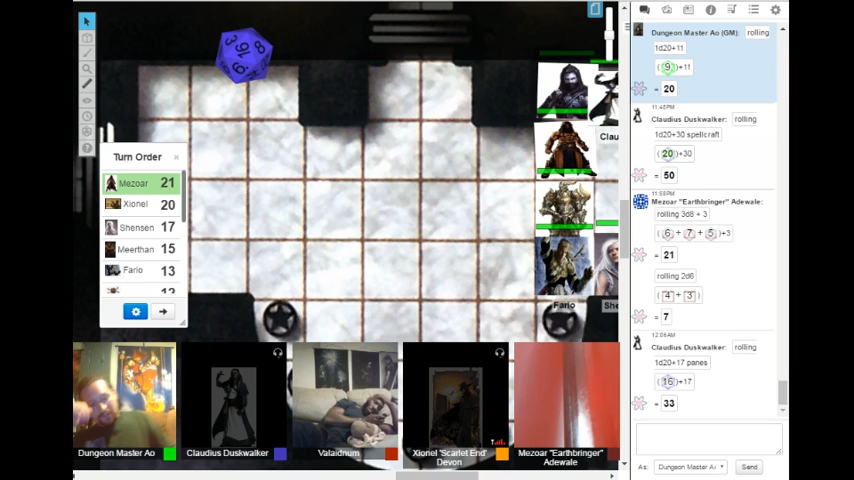 Turn Order ×
Mezoar 21
Xionel 20
Shensen 17
Meerthan 15
Fario 13
12
Clau
Fario
She
Dungeon Master Ao
Claudius Duskwalker
Valaidnum
Xionel 'Scarlet End'
Devon
Mezoar "Earthbringer"
Adewale
Dungeon Master Ao (GM): rolling
1d20+11
(9)+11
= 20
11:45PM
Claudius Duskwalker: rolling
1d20+30 spellcraft
(20)+30
= 50
11:58PM
Mezoar "Earthbringer" Adewale:
rolling 3d8 + 3
(6+7+5)+3
= 21
rolling 2d6
(4+3)
= 7
12:06AM
Claudius Duskwalker: rolling
1d20+17 panes
(16)+17
= 33
As: Dungeon Master A Send